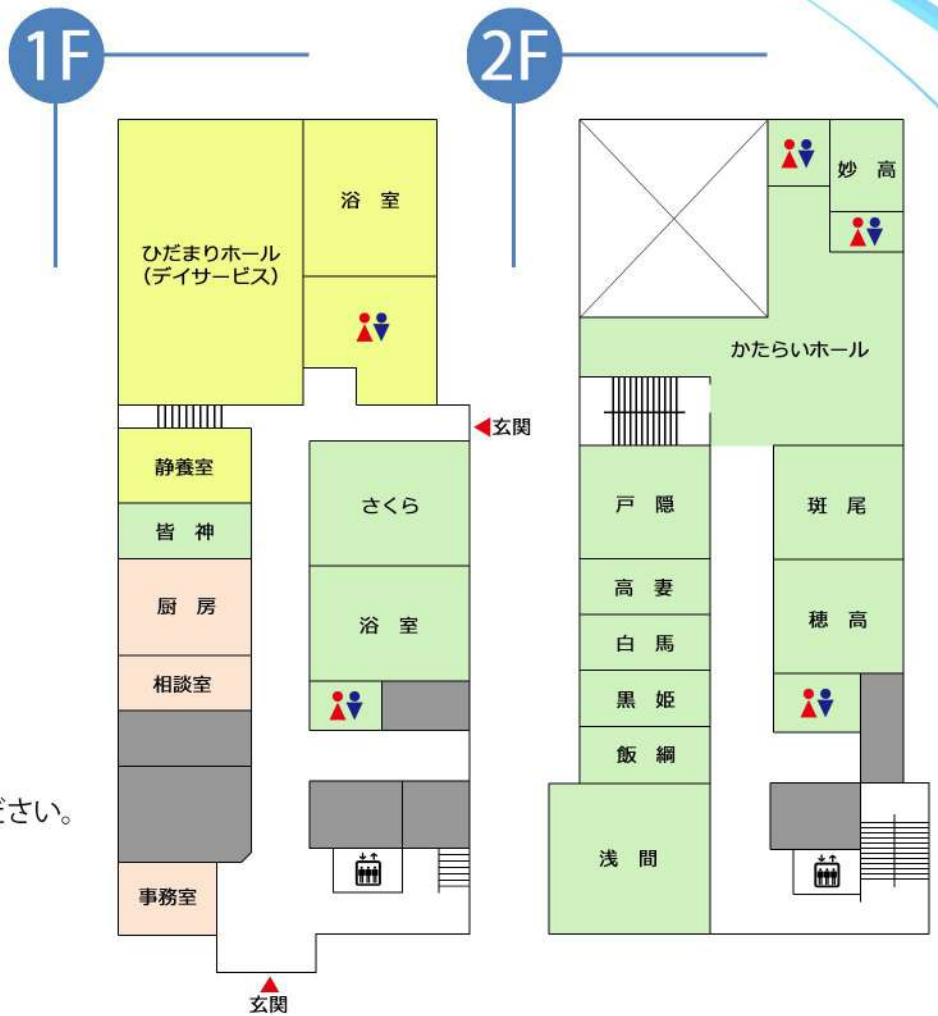 1F
2F
ひだまりホール
(デイサービス)
浴　室
玄関
静養室
皆　神
厨　房
相談室
事務室
さくら
浴　室
玄関
妙　高
かたらいホール
戸　隠
高　妻
白　馬
黒　姫
飯　綱
浅　間
斑　尾
穂　高
ださい。